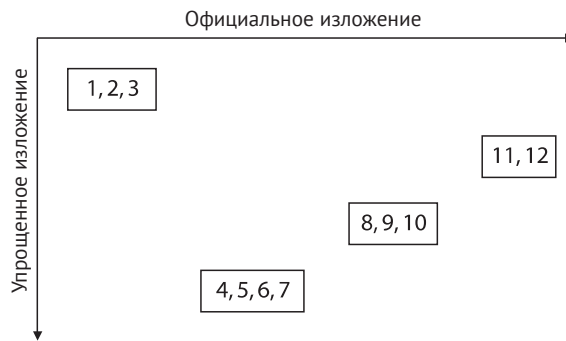 Официальное изложение
Упрощенное изложение
1, 2, 3
11, 12
8, 9, 10
4, 5, 6, 7